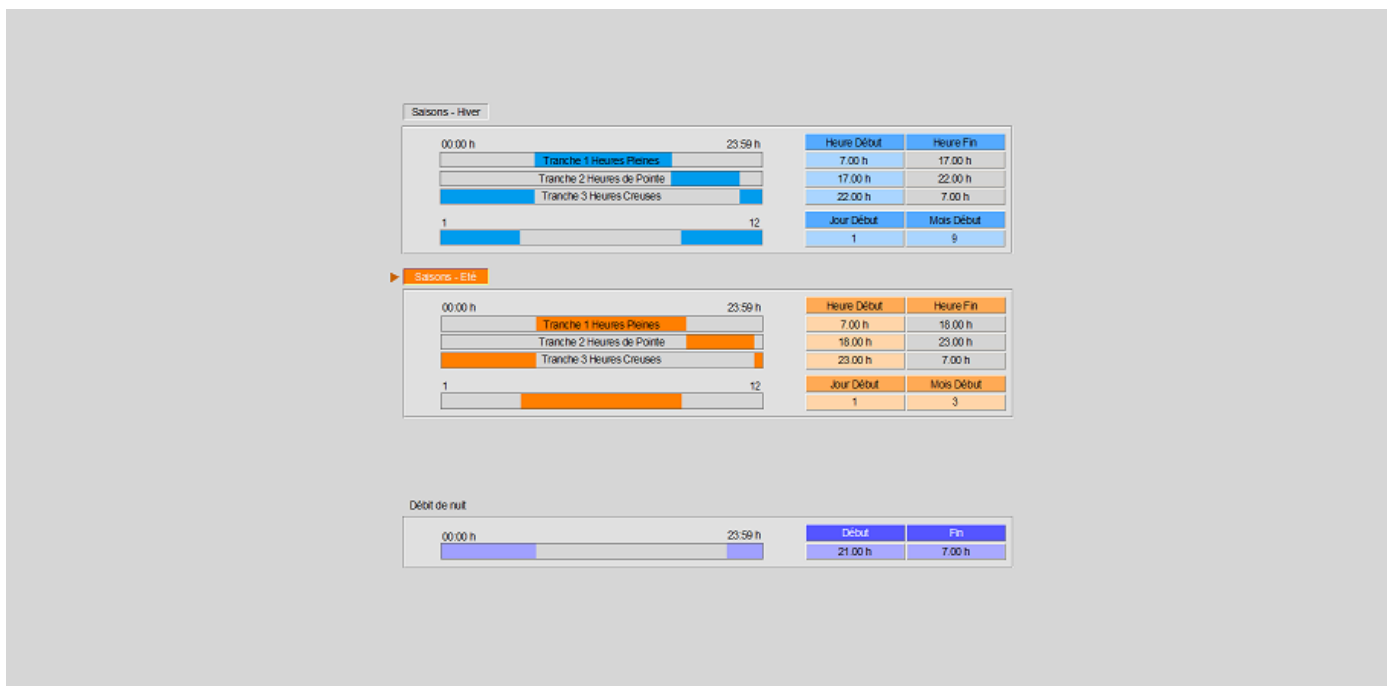 Saisons - Hiver
00:00 h 23:59 h Heure Début Heure Fin
Tranche 1 Heures Pleines 7.00 h 17.00 h
Tranche 2 Heures de Pointe 17.00 h 22.00 h
Tranche 3 Heures Creuses 22.00 h 7.00 h
1 12 Jour Début Mois Début
1 9
Saisons - Eté
00:00 h 23:59 h Heure Début Heure Fin
Tranche 1 Heures Pleines 7.00 h 18.00 h
Tranche 2 Heures de Pointe 18.00 h 23.00 h
Tranche 3 Heures Creuses 23.00 h 7.00 h
1 12 Jour Début Mois Début
1 3
Débit de nuit
00:00 h 23:59 h Début Fin
21.00 h 7.00 h